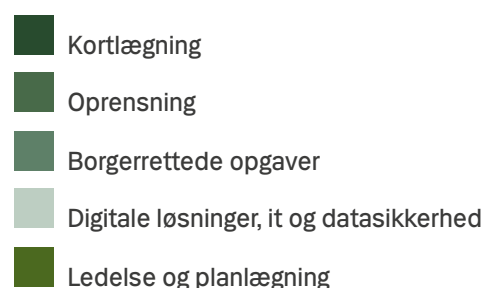 Kortlægning
Oprensning
Borgerrettede opgaver
Digitale løsninger, it og datasikkerhed
Ledelse og planlægning